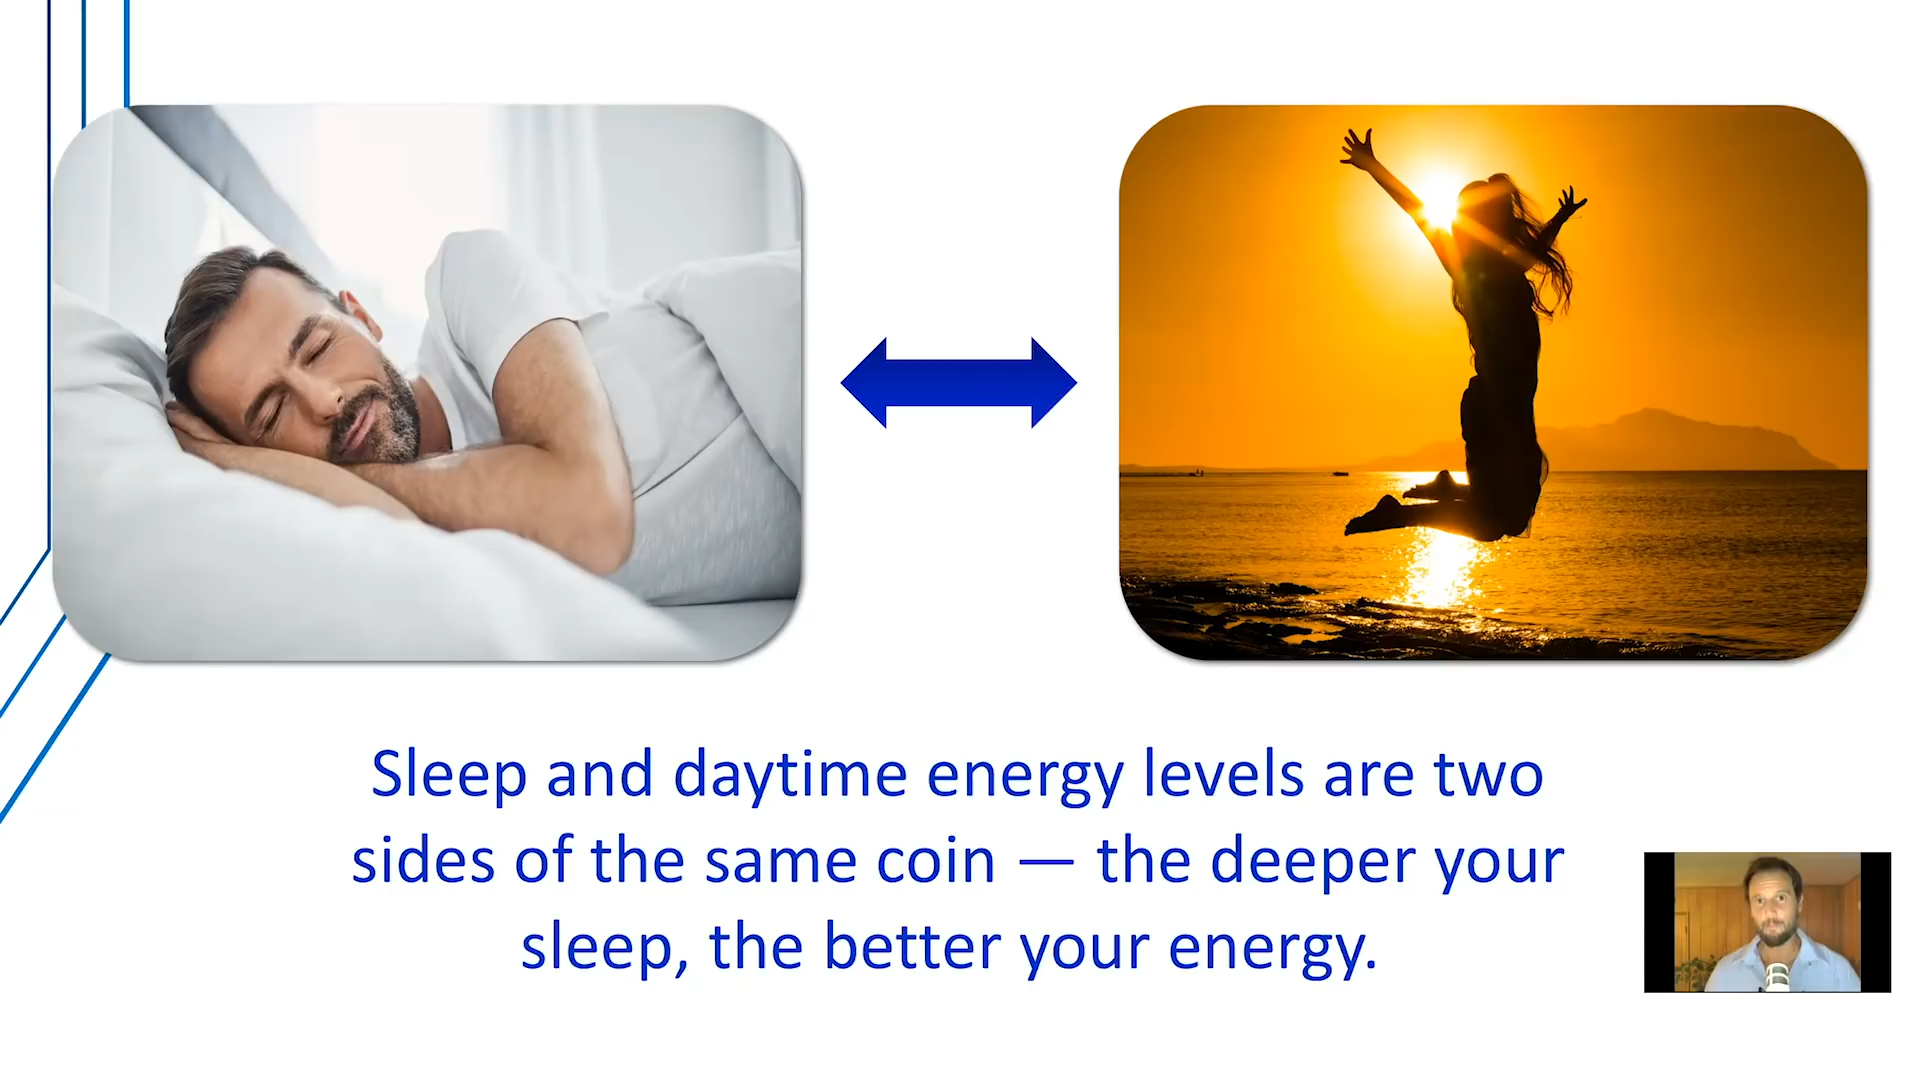 Sleep and daytime energy levels are two
sides of the same coin — the deeper your
sleep, the better your energy.